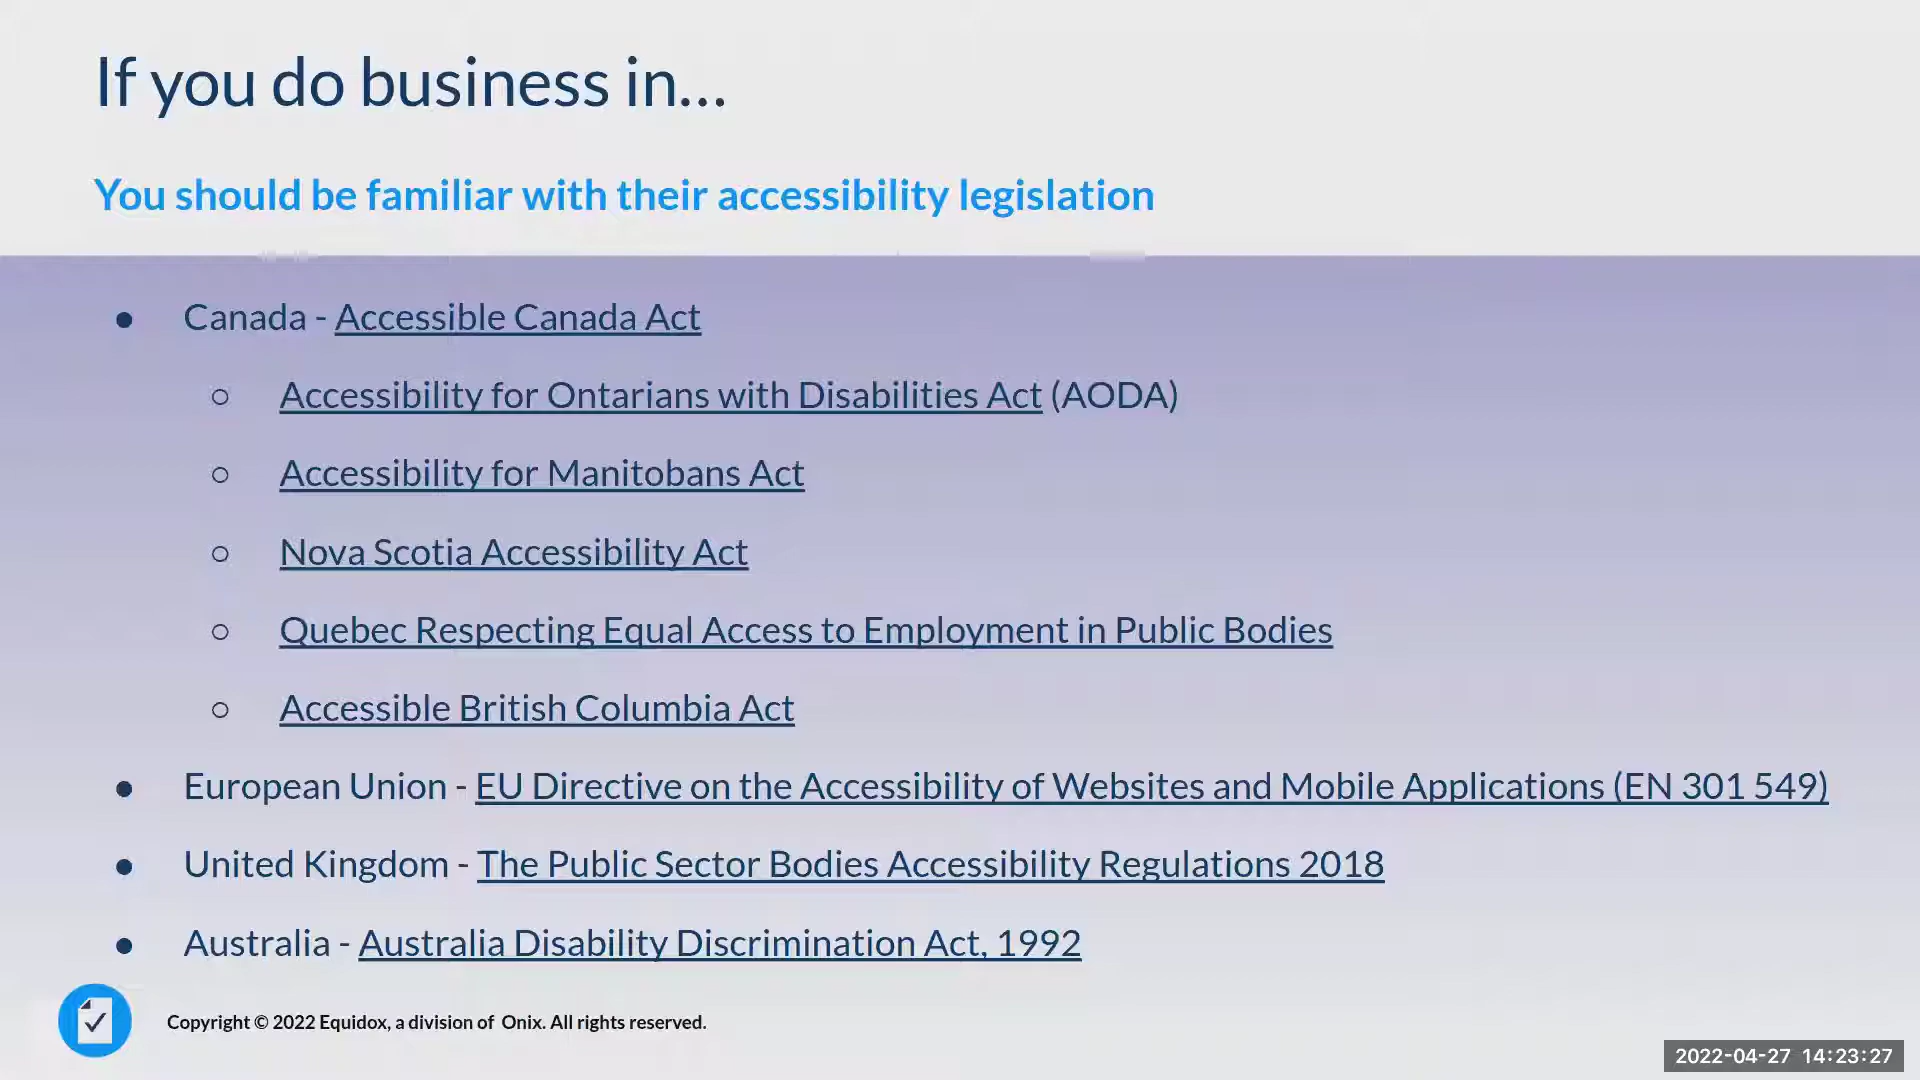 If you do business in...
You should be familiar with their accessibility legislation
● Canada - Accessible Canada Act
○ Accessibility for Ontarians with Disabilities Act (AODA)
○ Accessibility for Manitobans Act
○ Nova Scotia Accessibility Act
○ Quebec Respecting Equal Access to Employment in Public Bodies
○ Accessible British Columbia Act
● European Union - EU Directive on the Accessibility of Websites and Mobile Applications (EN 301 549)
● United Kingdom - The Public Sector Bodies Accessibility Regulations 2018
● Australia - Australia Disability Discrimination Act, 1992
Copyright © 2022 Equidox, a division of Onix. All rights reserved.
2022-04-27 14:23:27